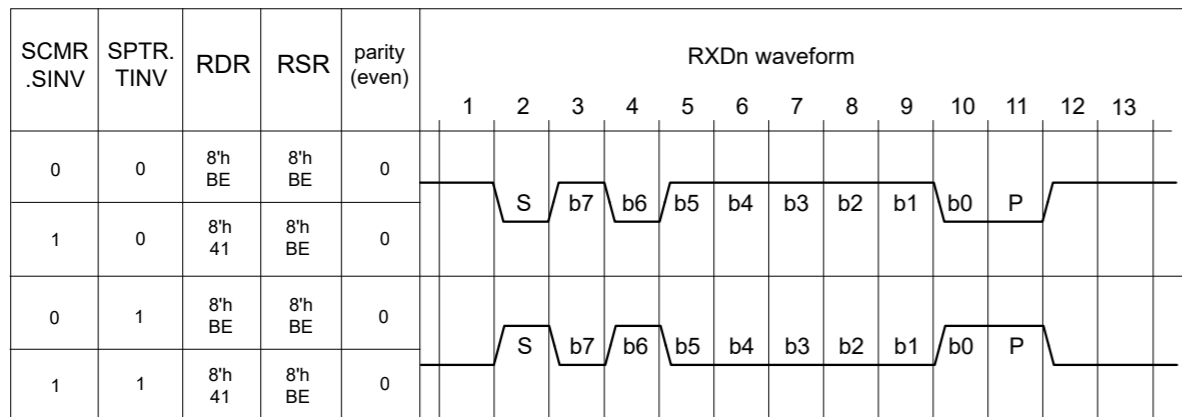 SCMR .SINV SPTR. TINV RDR RSR parity (even) RXDn waveform
1 2 3 4 5 6 7 8 9 10 11 12 13
0 0 8'h BE 8'h BE 0
S b7 b6 b5 b4 b3 b2 b1 b0 P
1 0 8'h 41 8'h BE 0
0 1 8'h BE 8'h BE 0
S b7 b6 b5 b4 b3 b2 b1 b0 P
1 1 8'h 41 8'h BE 0